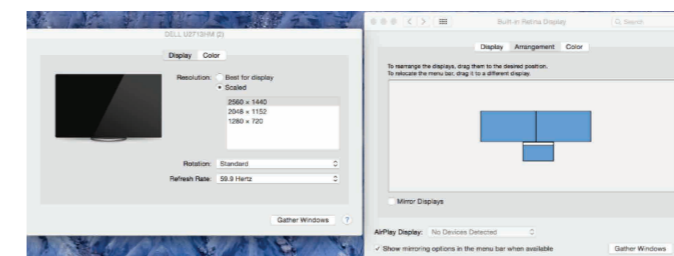 DELL U2713HM (2)
Display Color
Resolution: Best for display
Scaled
2560 × 1440
2048 × 1152
1280 × 720
Rotation: Standard
Refresh Rate: 59.9 Hertz
Gather Windows ?
Built-in Retina Display
Search
Display Arrangement Color
To rearrange the displays, drag them to the desired position.
To relocate the menu bar, drag it to a different display.
Mirror Displays
AirPlay Display: No Devices Detected
Show mirroring options in the menu bar when available
Gather Windows